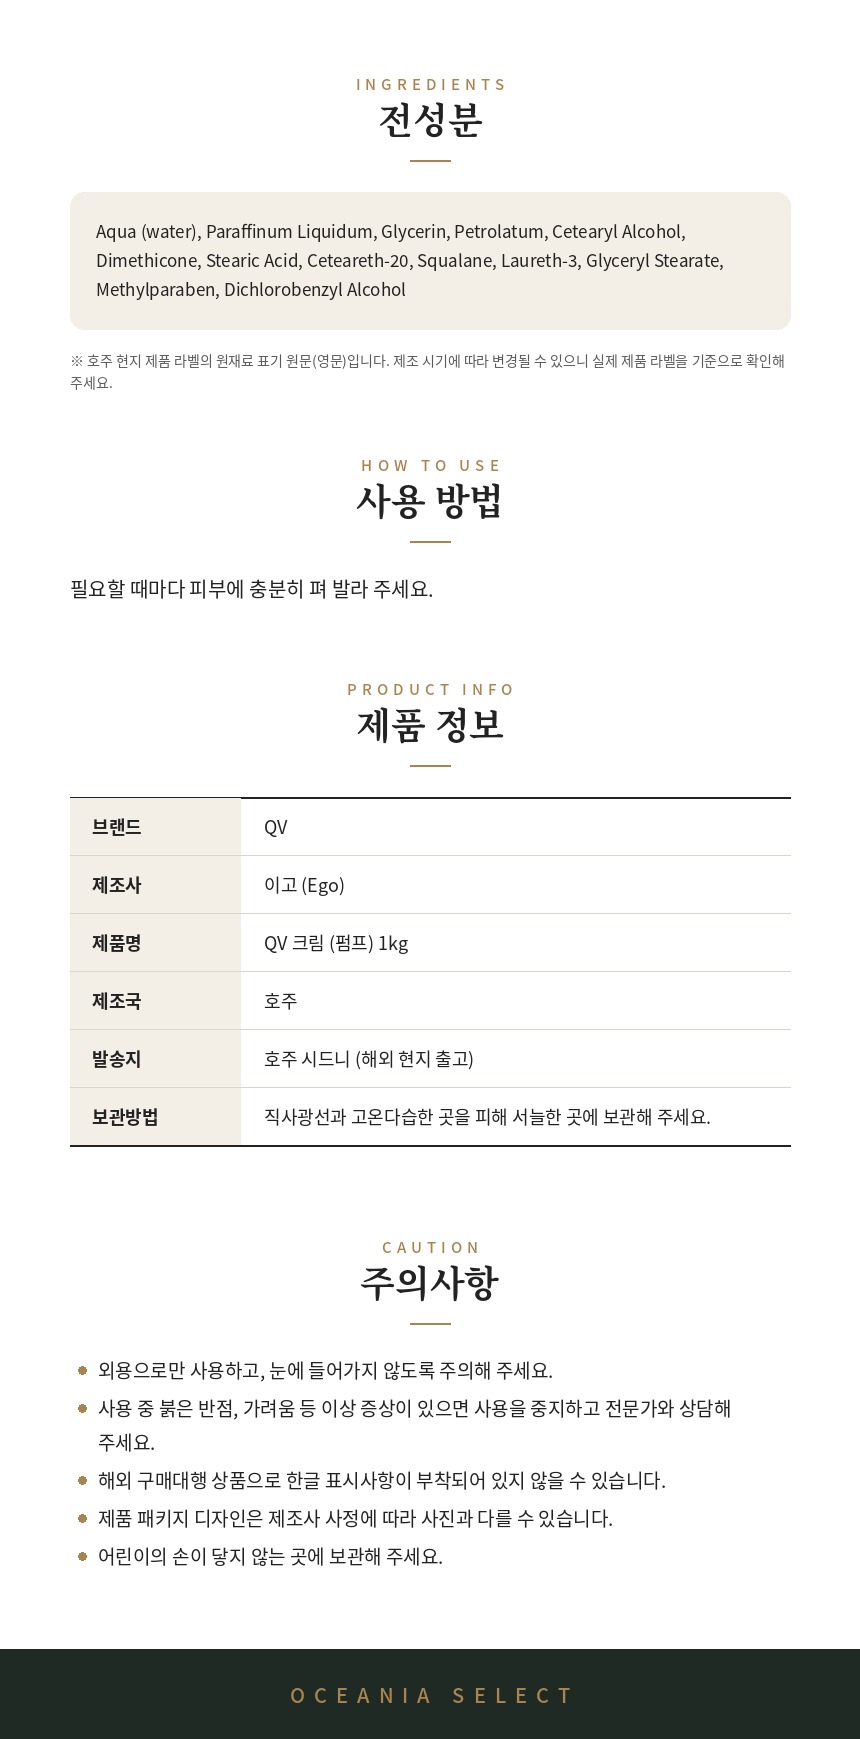 INGREDIENTS
전성분
Aqua (water), Paraffinum Liquidum, Glycerin, Petrolatum, Cetearyl Alcohol,
Dimethicone, Stearic Acid, Ceteareth-20, Squalane, Laureth-3, Glyceryl Stearate,
Methylparaben, Dichlorobenzyl Alcohol
※ 호주 현지 제품 라벨의 원재료 표기 원문(영문)입니다. 제조 시기에 따라 변경될 수 있으니 실제 제품 라벨을 기준으로 확인해
주세요.
HOW TO USE
사용 방법
필요할 때마다 피부에 충분히 펴 발라 주세요.
PRODUCT INFO
제품 정보
브랜드 QV
제조사 이고 (Ego)
제품명 QV 크림 (펌프) 1kg
제조국 호주
발송지 호주 시드니 (해외 현지 출고)
보관방법 직사광선과 고온다습한 곳을 피해 서늘한 곳에 보관해 주세요.
CAUTION
주의사항
외용으로만 사용하고, 눈에 들어가지 않도록 주의해 주세요.
사용 중 붉은 반점, 가려움 등 이상 증상이 있으면 사용을 중지하고 전문가와 상담해
주세요.
해외 구매대행 상품으로 한글 표시사항이 부착되어 있지 않을 수 있습니다.
제품 패키지 디자인은 제조사 사정에 따라 사진과 다를 수 있습니다.
어린이의 손이 닿지 않는 곳에 보관해 주세요.
OCEANIA SELECT